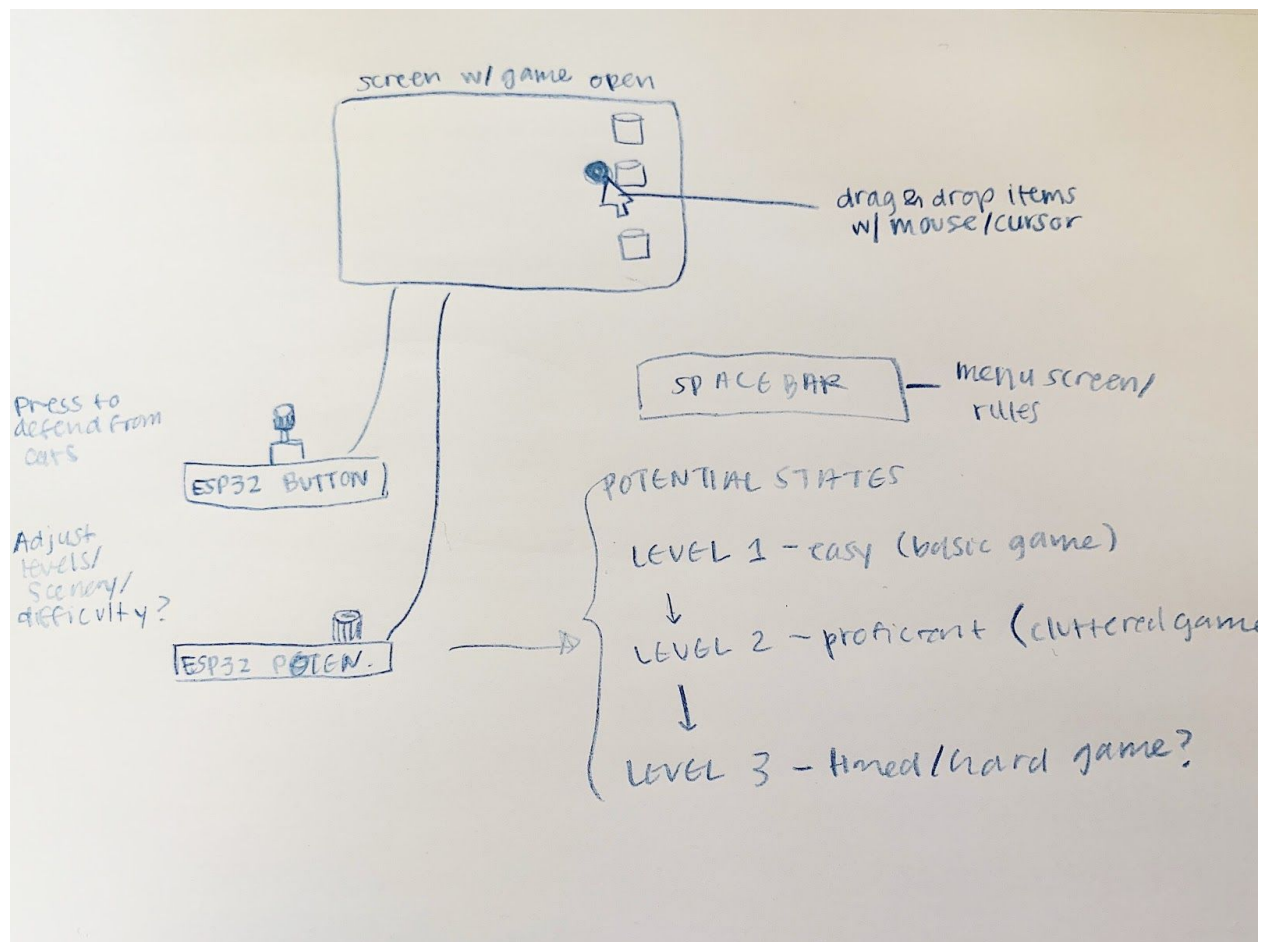 screen w/ game open
drag & drop items
w/ mouse/cursor
SPACEBAR
menu screen/
rules
Press to
defend from
cats
ESP32 BUTTON
Adjust
levels/
scenery/
difficulty?
ESP32 POTEN.
POTENTIAL STATES
LEVEL 1 - easy (basic game)
LEVEL 2 - proficient (cluttered game
LEVEL 3 - timed/hard game?